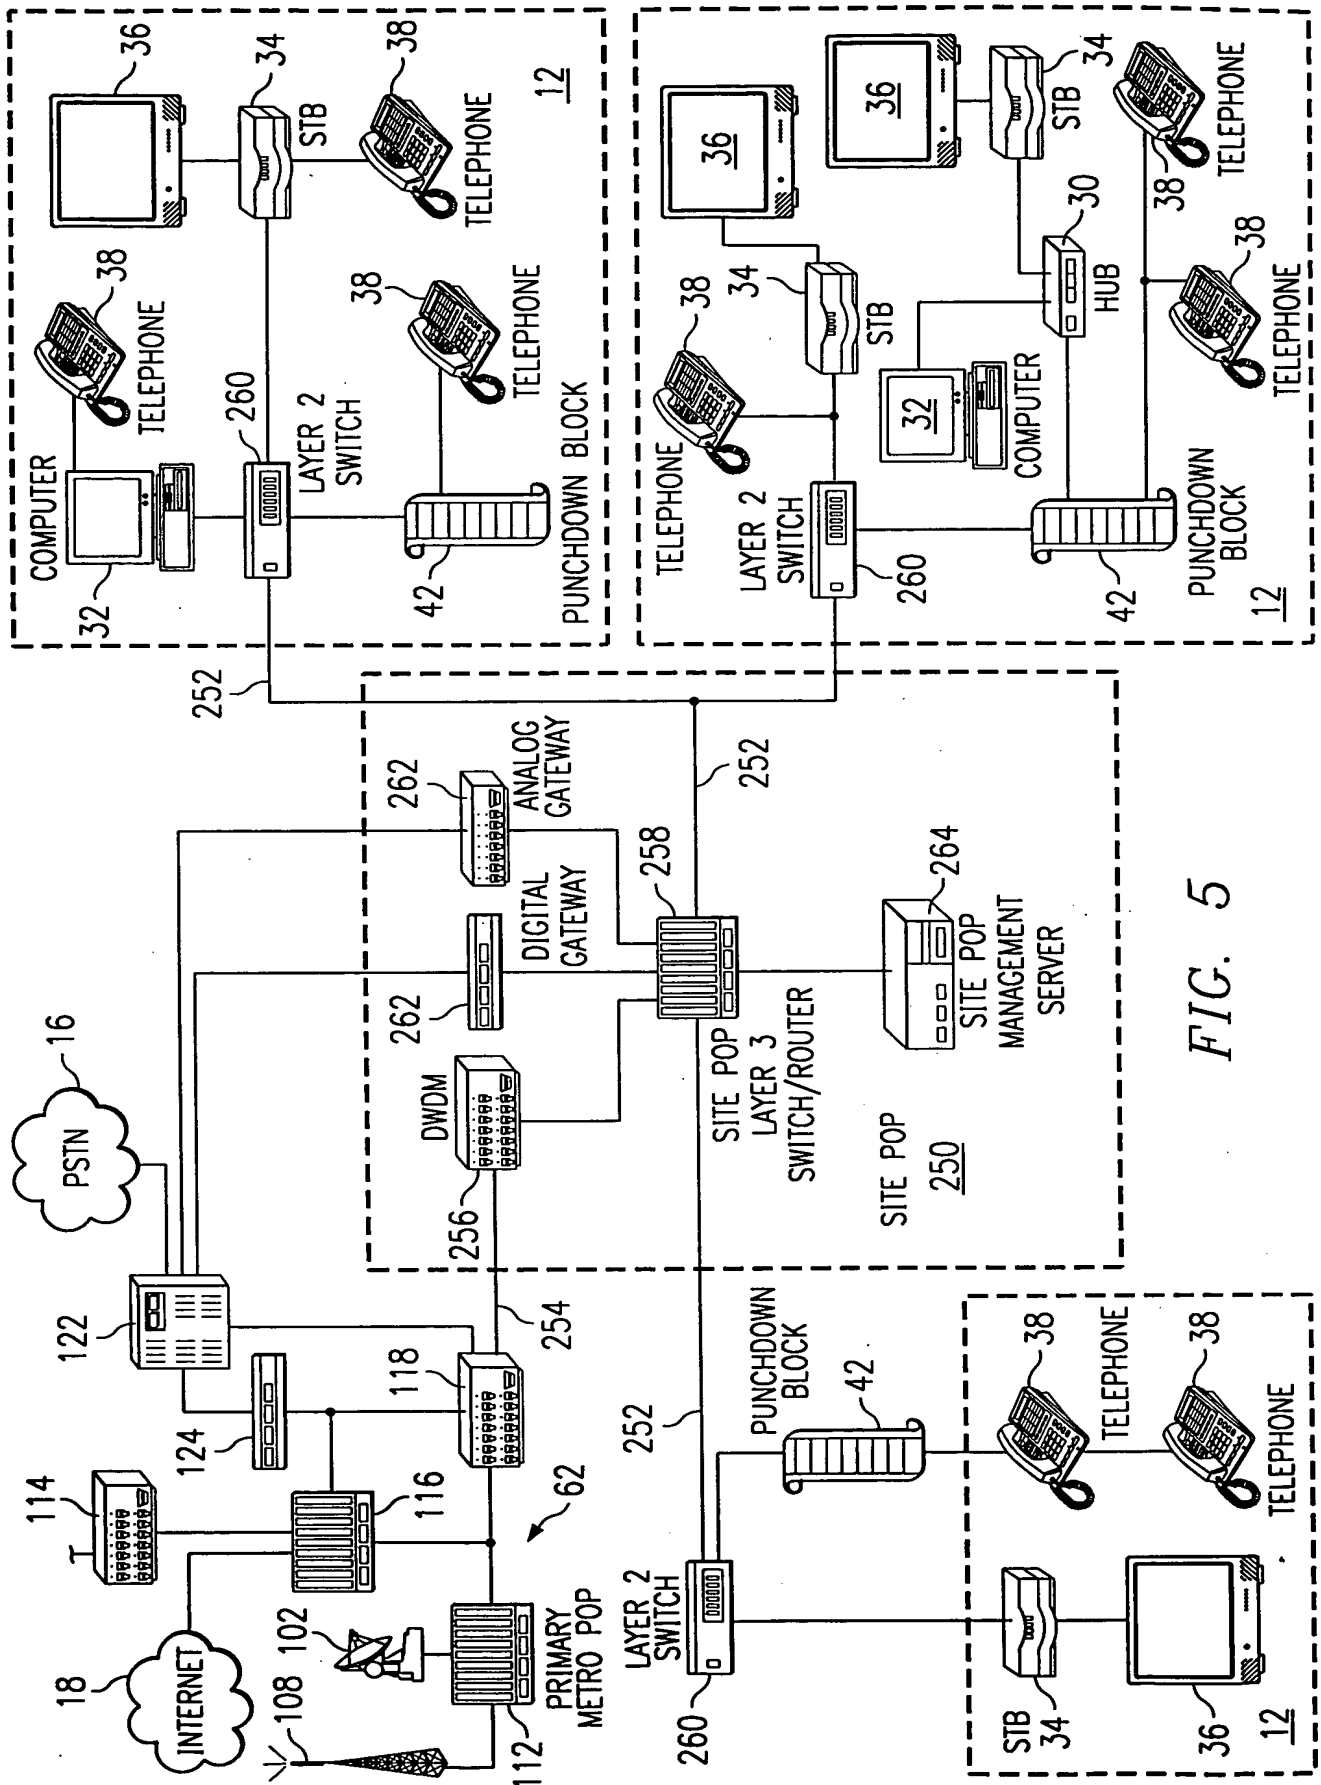 36
34
STB
38
TELEPHONE
12
38
TELEPHONE
COMPUTER
32
260
LAYER 2
SWITCH
38
TELEPHONE
42
PUNCHDOWN BLOCK
252
36
36
34
STB
38
TELEPHONE
34
STB
38
TELEPHONE
30
HUB
38
TELEPHONE
32
COMPUTER
LAYER 2
SWITCH
260
42
PUNCHDOWN
BLOCK
12
16
PSTN
122
124
114
18
INTERNET
108
102
112
PRIMARY
METRO POP
116
118
62
254
256
DWDM
262
DIGITAL
GATEWAY
262
ANALOG
GATEWAY
252
258
SITE POP
LAYER 3
SWITCH/ROUTER
264
SITE POP
MANAGEMENT
SERVER
SITE POP
250
252
LAYER 2
SWITCH
260
PUNCHDOWN
BLOCK
42
38
TELEPHONE
38
TELEPHONE
STB
34
36
12
FIG. 5